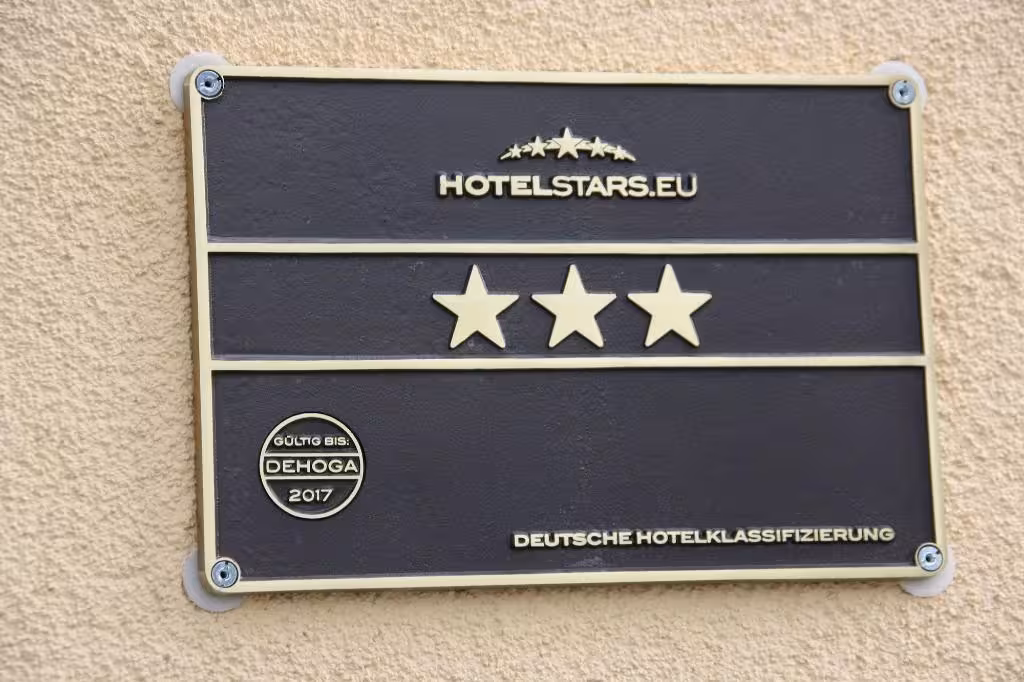 HOTELSTARS.EU
GÜLTIG BIS:
DEHOGA
2017
DEUTSCHE HOTELKLASSIFIZIERUNG